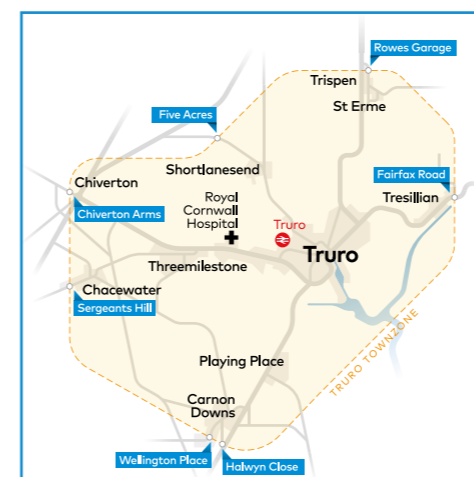 Rowes Garage
Trispen
St Erme
Five Acres
Shortlanesend
Fairfax Road
Tresillian
Chiverton
Chiverton Arms
Royal
Cornwall
Hospital
Truro
Truro
Threemilestone
Chacewater
Sergeants Hill
TRURO TOWNZONE
Playing Place
Carnon
Downs
Wellington Place
Halwyn Close